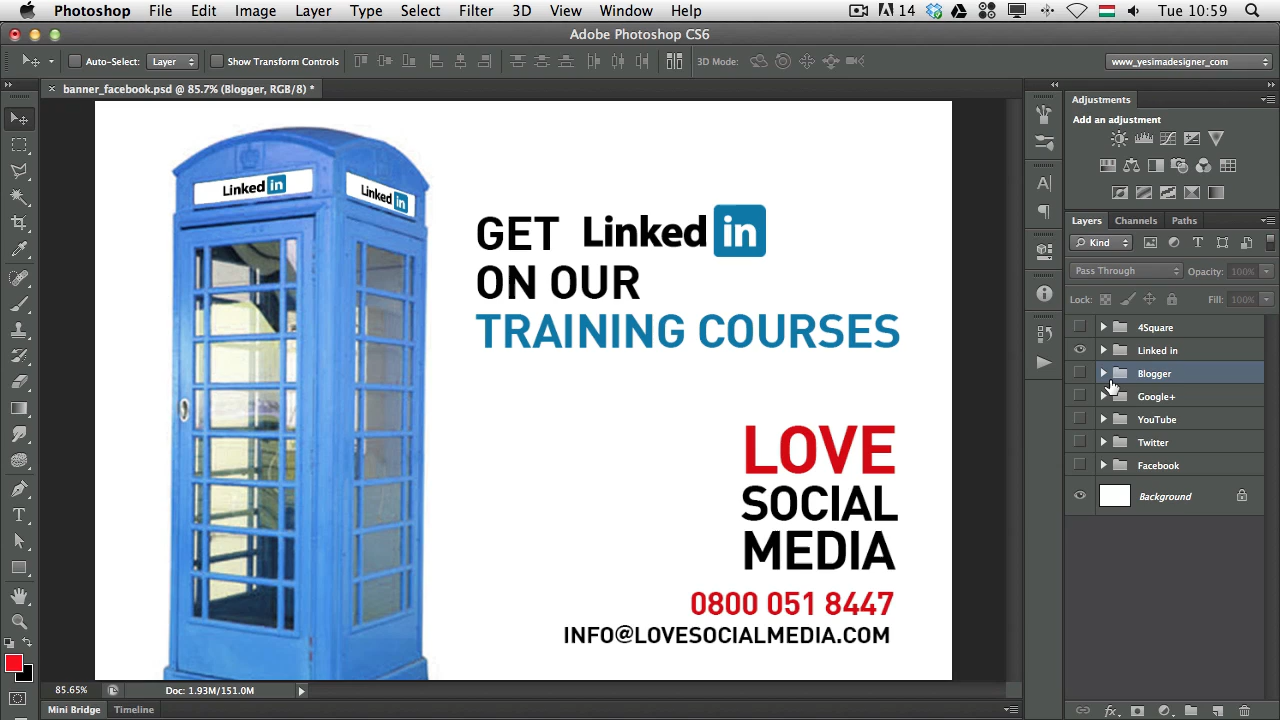 Photoshop File Edit Image Layer Type Select Filter 3D View Window Help 14 Tue 10:59
Adobe Photoshop CS6
Auto-Select: Layer Show Transform Controls 3D Mode: www_yesimadesigner_com
banner_facebook.psd @ 85.7% (Blogger, RGB/8) *
Adjustments
Add an adjustment
Linked in
Linked in
GET Linked in
ON OUR
TRAINING COURSES
LOVE
SOCIAL
MEDIA
0800 051 8447
INFO@LOVESOCIALMEDIA.COM
Layers Channels Paths
Kind
Pass Through Opacity: 100%
Lock: Fill: 100%
4Square
Linked in
Blogger
Google+
YouTube
Twitter
Facebook
Background
85.65% Doc: 1.93M/151.0M
Mini Bridge Timeline